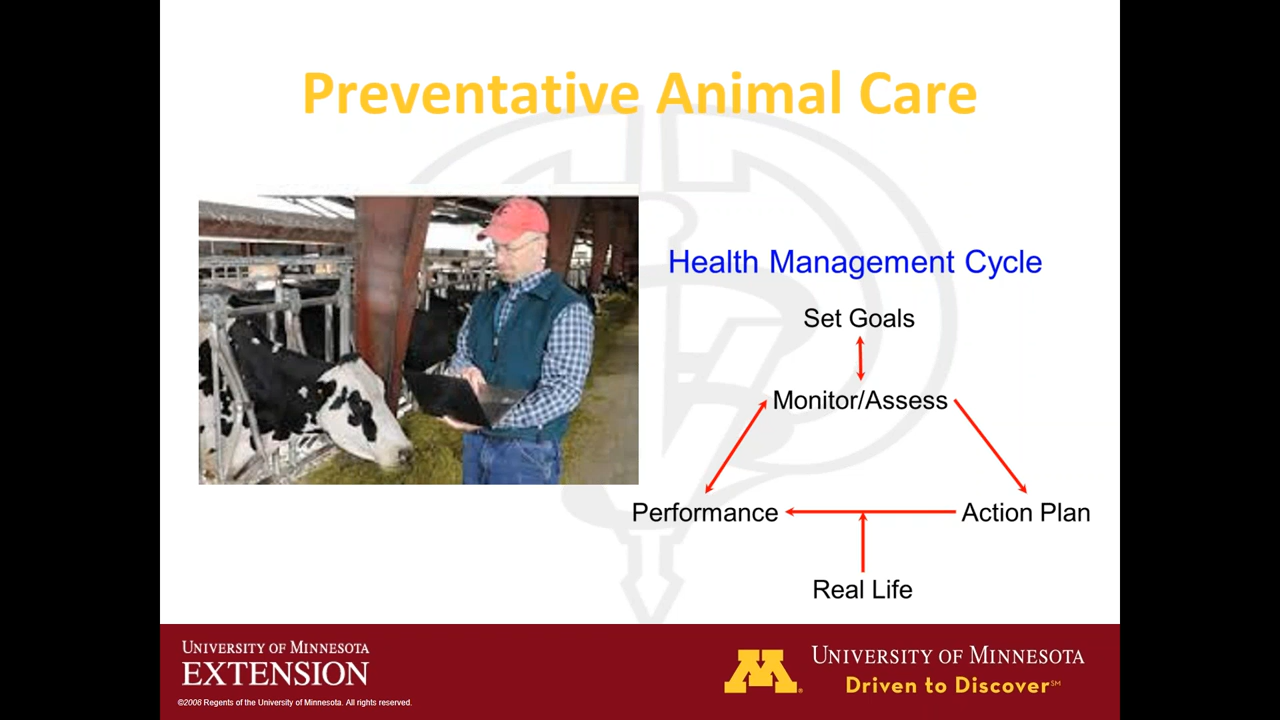 Preventative Animal Care
Health Management Cycle
Set Goals
Monitor/Assess
Performance
Action Plan
Real Life
UNIVERSITY OF MINNESOTA
EXTENSION
©2008 Regents of the University of Minnesota. All rights reserved.
M
UNIVERSITY OF MINNESOTA
Driven to Discover℠